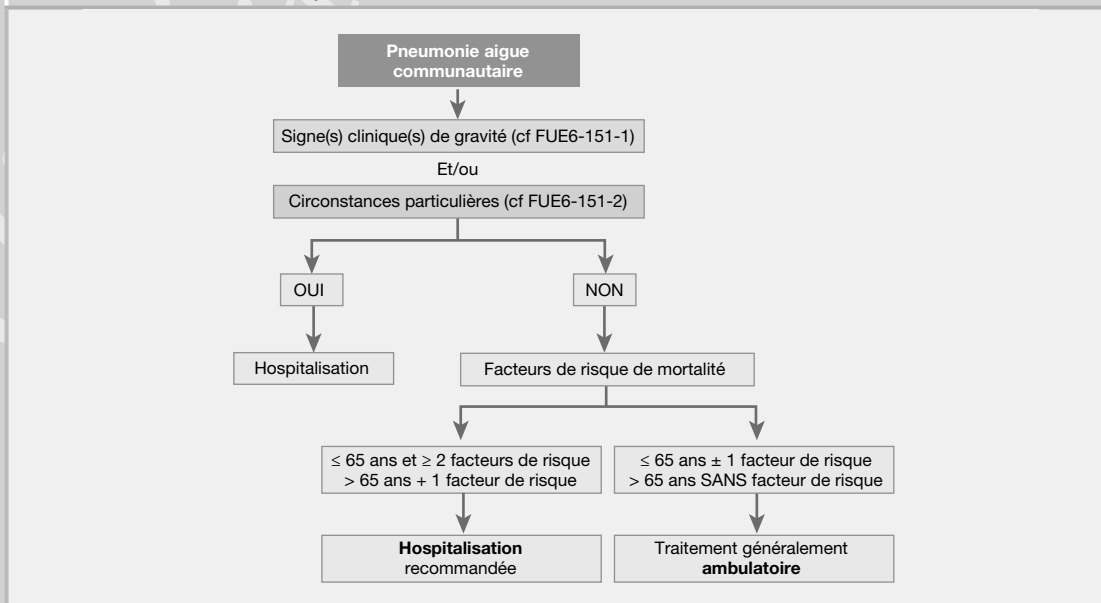 Pneumonie aigue
communautaire
Signe(s) clinique(s) de gravité (cf FUE6-151-1)
Et/ou
Circonstances particulières (cf FUE6-151-2)
OUI
NON
Hospitalisation
Facteurs de risque de mortalité
≤ 65 ans et ≥ 2 facteurs de risque
> 65 ans + 1 facteur de risque
≤ 65 ans ± 1 facteur de risque
> 65 ans SANS facteur de risque
Hospitalisation
recommandée
Traitement généralement
ambulatoire